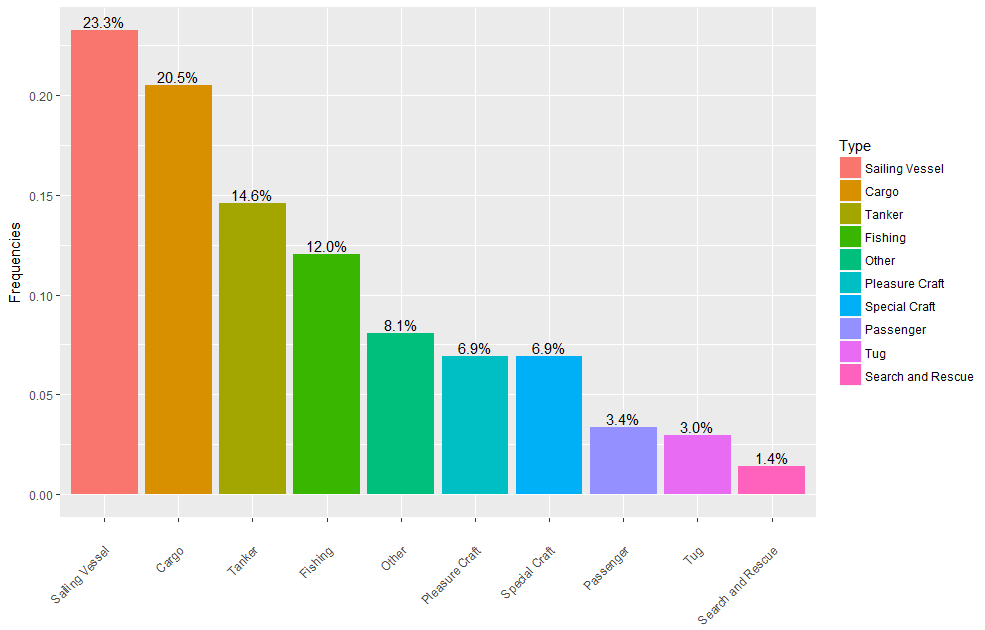 23.3%
20.5%
14.6%
12.0%
8.1%
6.9%
6.9%
3.4%
3.0%
1.4%
0.20
0.15
0.10
0.05
0.00
Frequencies
Sailing Vessel
Cargo
Tanker
Fishing
Other
Pleasure Craft
Special Craft
Passenger
Tug
Search and Rescue
Type
Sailing Vessel
Cargo
Tanker
Fishing
Other
Pleasure Craft
Special Craft
Passenger
Tug
Search and Rescue